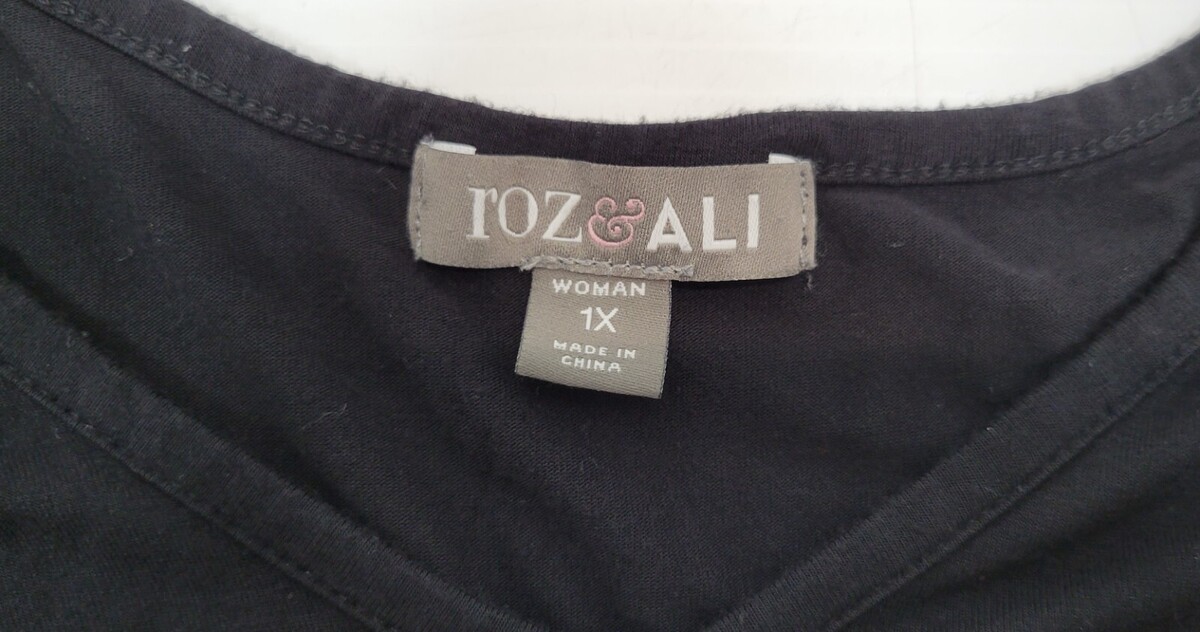 roz & ALI
WOMAN
1X
MADE IN
CHINA